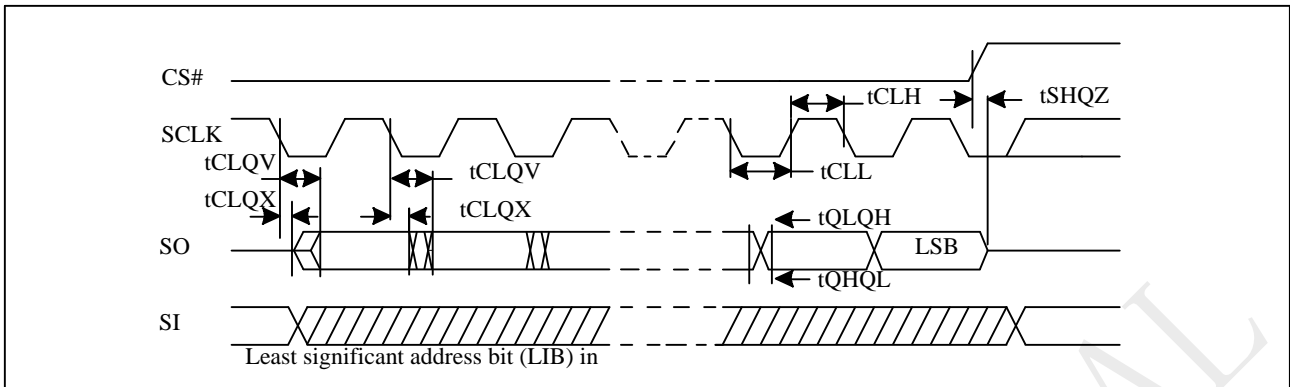 CS#
tCLH
tSHQZ
SCLK
tCLQV
tCLQV
tCLL
tCLQX
tCLQX
tQLQH
SO
LSB
tQHQL
SI
Least significant address bit (LIB) in
AL